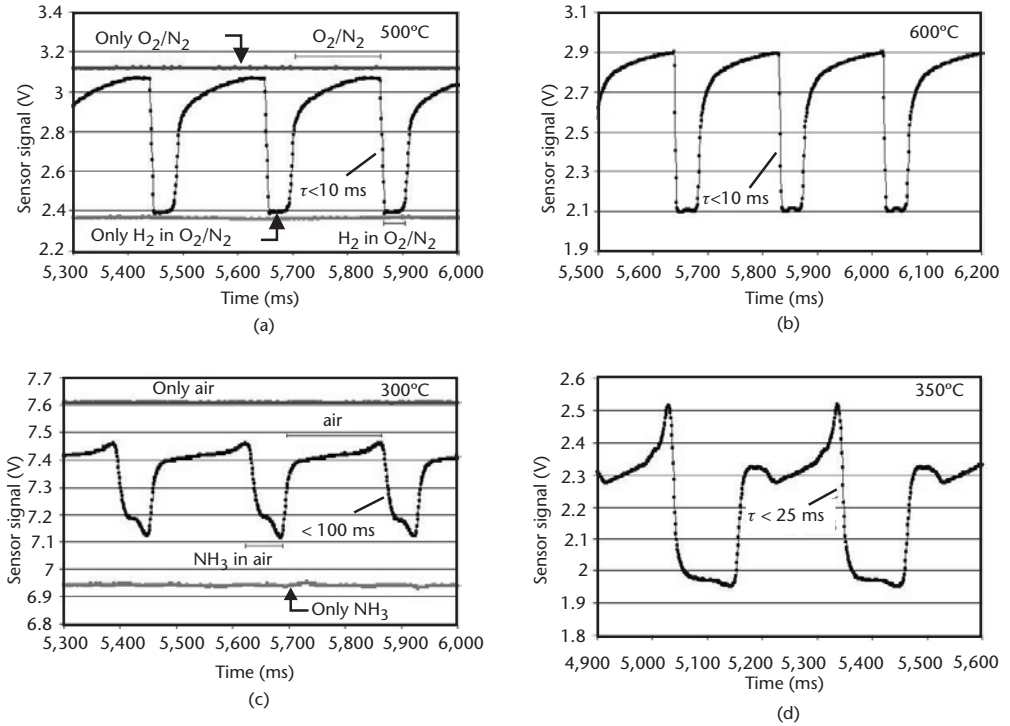 3.4
3.2
3
2.8
2.6
2.4
2.2
Sensor signal (V)
Only O₂/N₂
O₂/N₂
500ºC
τ<10 ms
Only H₂ in O₂/N₂
H₂ in O₂/N₂
5,300 5,400 5,500 5,600 5,700 5,800 5,900 6,000
Time (ms)
(a)
3.1
2.9
2.7
2.5
2.3
2.1
1.9
Sensor signal (V)
600ºC
τ<10 ms
5,500 5,600 5,700 5,800 5,900 6,000 6,100 6,200
Time (ms)
(b)
7.7
7.6
7.5
7.4
7.3
7.2
7.1
7
6.9
6.8
Sensor signal (V)
Only air
300ºC
air
< 100 ms
NH₃ in air
Only NH₃
5,300 5,400 5,500 5,600 5,700 5,800 5,900 6,000
Time (ms)
(c)
2.6
2.5
2.4
2.3
2.2
2.1
2
1.9
1.8
Sensor signal (V)
350ºC
τ < 25 ms
4,900 5,000 5,100 5,200 5,300 5,400 5,500 5,600
Time (ms)
(d)